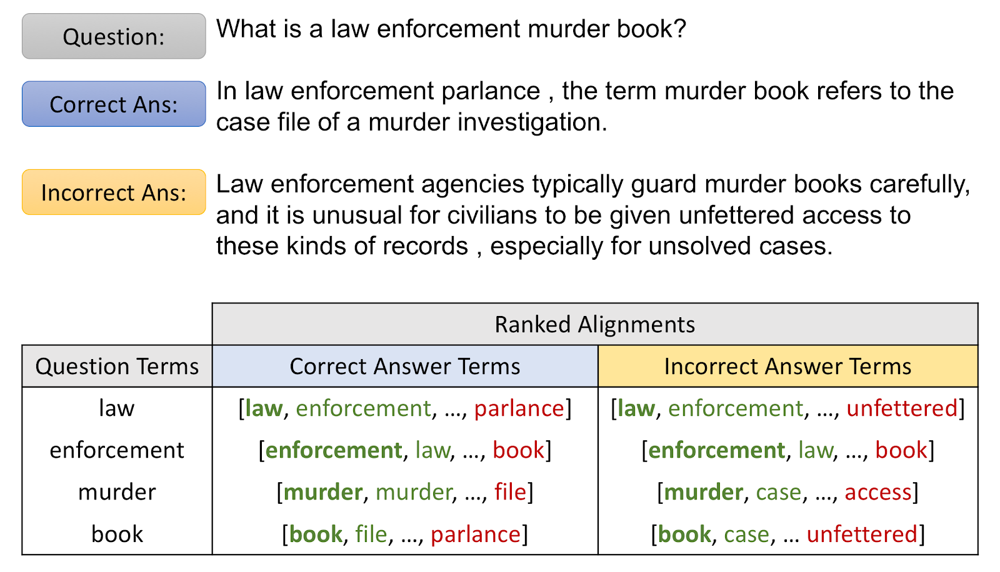 Question: What is a law enforcement murder book?
Correct Ans: In law enforcement parlance , the term murder book refers to the
case file of a murder investigation.
Incorrect Ans: Law enforcement agencies typically guard murder books carefully,
and it is unusual for civilians to be given unfettered access to
these kinds of records , especially for unsolved cases.
Ranked Alignments
Question Terms Correct Answer Terms Incorrect Answer Terms
law [law, enforcement, ..., parlance] [law, enforcement, ..., unfettered]
enforcement [enforcement, law, ..., book] [enforcement, law, ..., book]
murder [murder, murder, ..., file] [murder, case, ..., access]
book [book, file, ..., parlance] [book, case, ... unfettered]